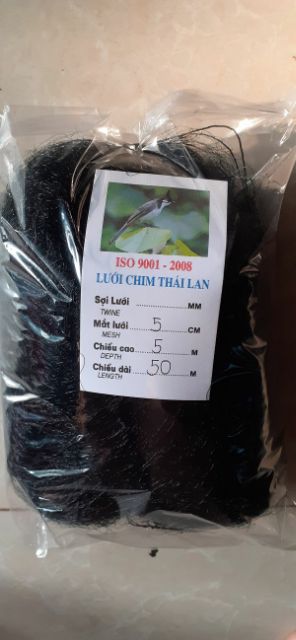 ISO 9001 - 2008
LƯỚI CHIM THÁI LAN
Sợi Lưới ............... MM
TWINE
Mắt lưới ..... 5 ..... CM
MESH
Chiều cao ..... 5 ..... M
DEPTH
Chiều dài ..... 50 ..... M
LENGTH